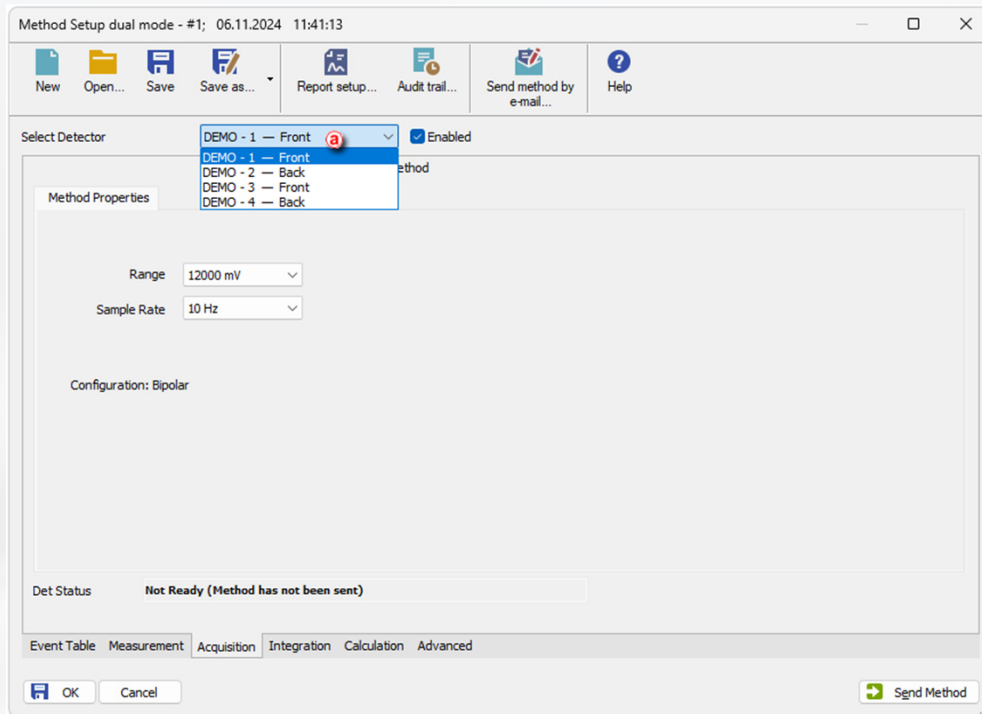 Method Setup dual mode - #1;   06.11.2024   11:41:13
New
Open...
Save
Save as...
Report setup...
Audit trail...
Send method by
e-mail...
Help
Select Detector
DEMO - 1 — Front
a
Enabled
DEMO - 1 — Front
DEMO - 2 — Back
DEMO - 3 — Front
DEMO - 4 — Back
ethod
Method Properties
Range
12000 mV
Sample Rate
10 Hz
Configuration: Bipolar
Det Status
Not Ready (Method has not been sent)
Event Table
Measurement
Acquisition
Integration
Calculation
Advanced
OK
Cancel
Send Method